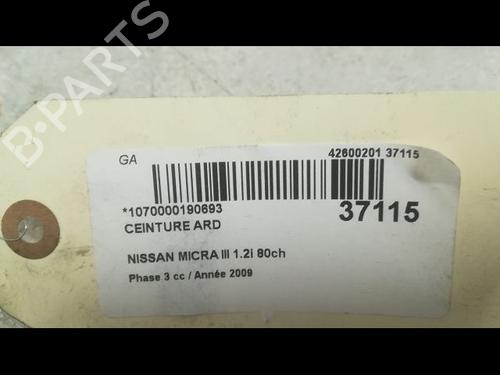 B-PARTS
GA
42600201 37115
*1070000190693
37115
CEINTURE ARD
NISSAN MICRA III 1.2i 80ch
Phase 3 cc / Année 2009